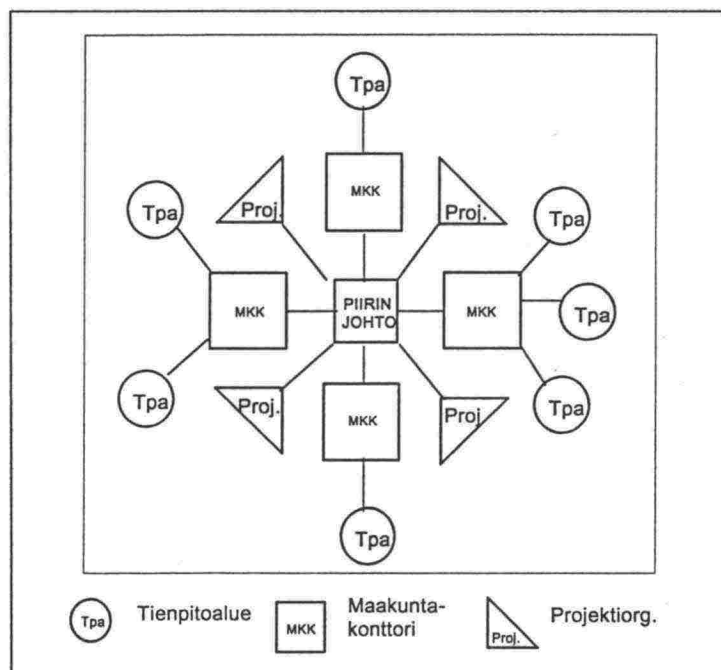 Tpa
MKK
Proj.
Proj.
Tpa
Tpa
MKK
PIIRIN
JOHTO
MKK
Tpa
Tpa
Proj.
MKK
Proj
Tpa
Tpa
Tpa Tienpitoalue
MKK Maakunta-
konttori
Proj. Projektiorg.